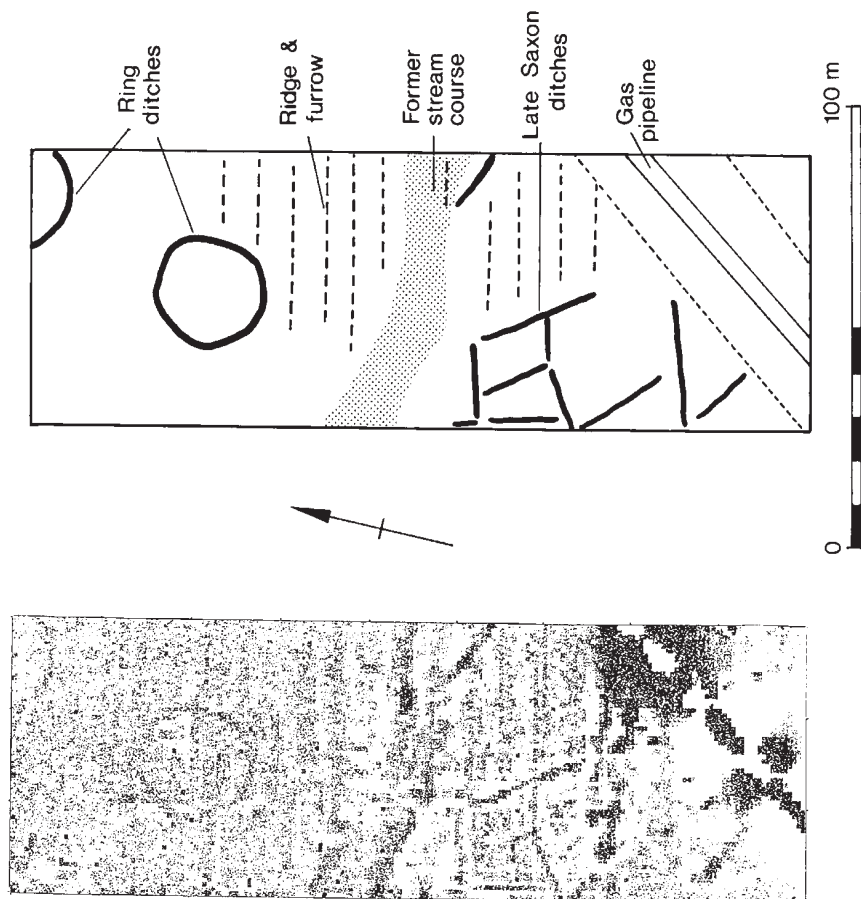 Ring
ditches
Ridge &
furrow
Former
stream
course
Late Saxon
ditches
Gas
pipeline
0
100 m